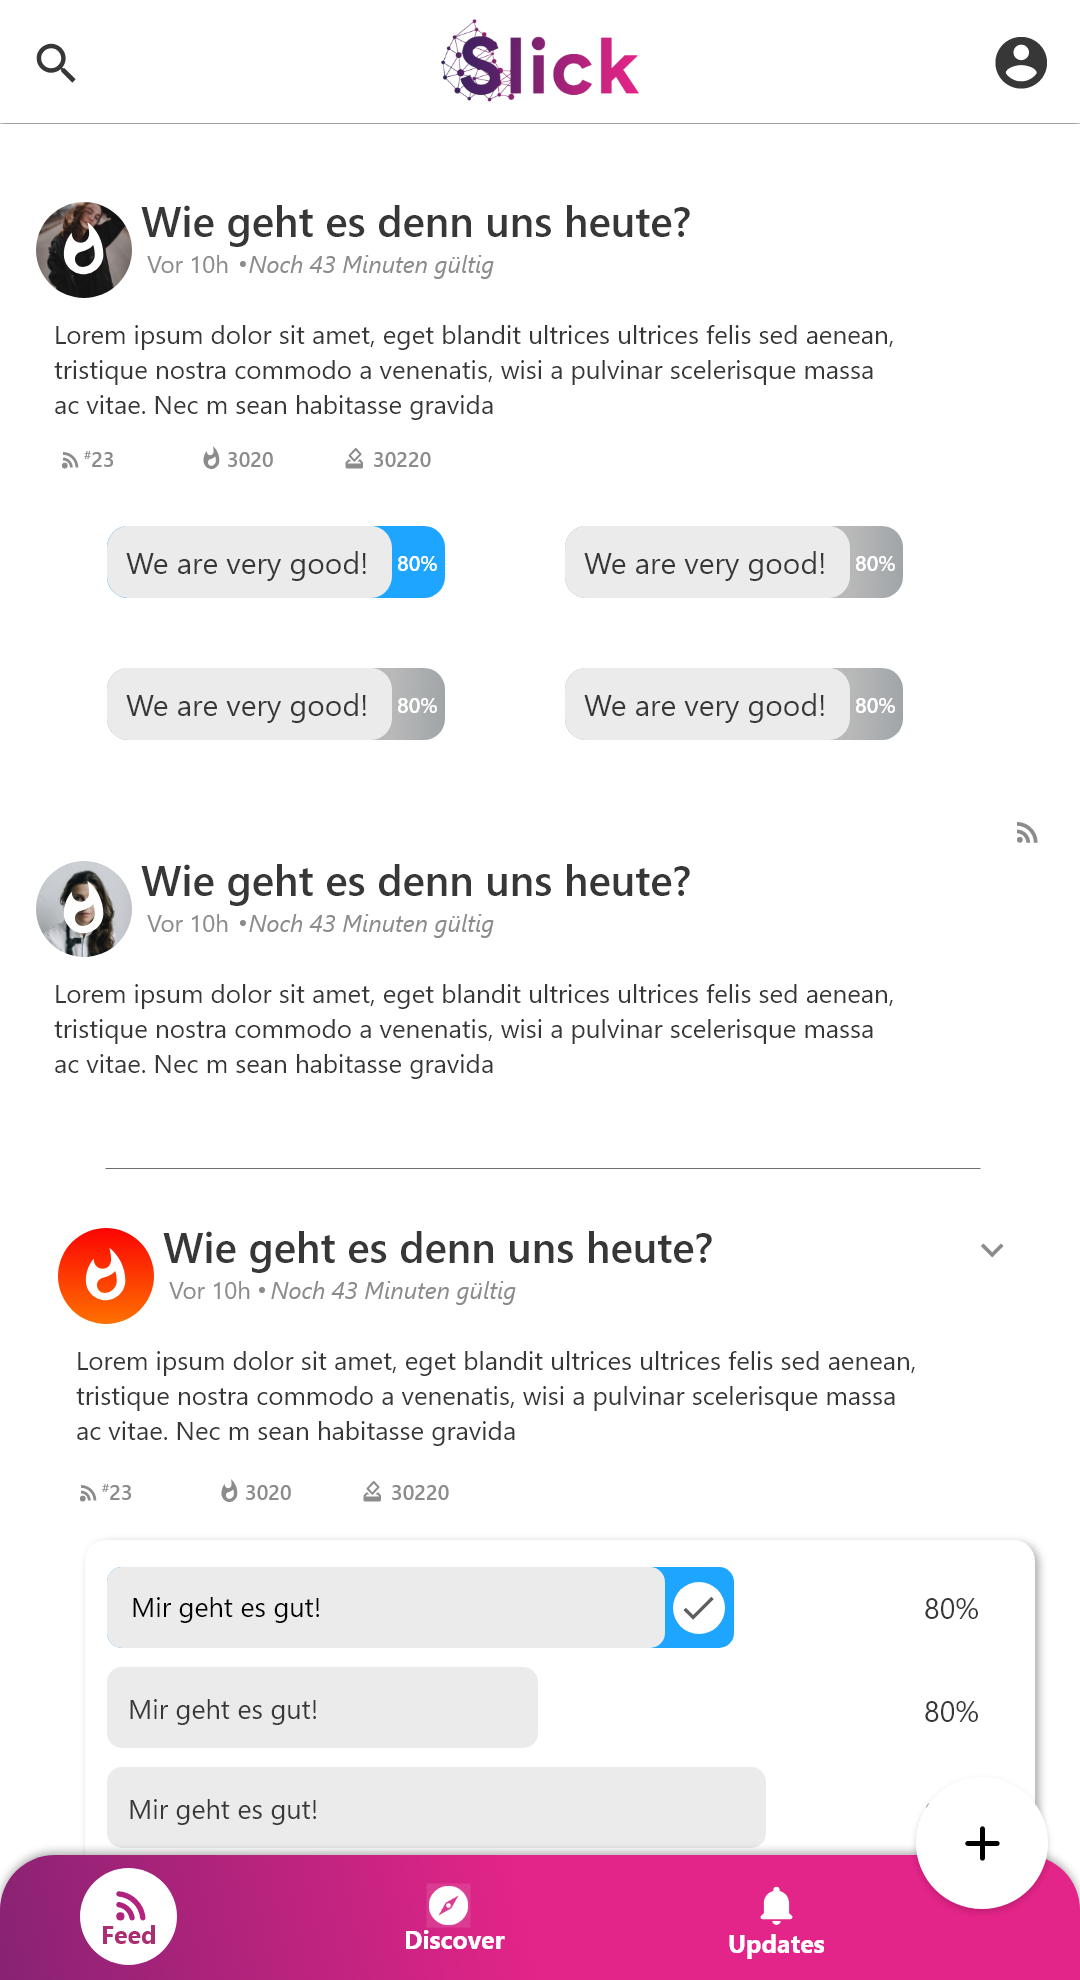 Slick
Wie geht es denn uns heute?
Vor 10h •Noch 43 Minuten gültig
Lorem ipsum dolor sit amet, eget blandit ultrices ultrices felis sed aenean,
tristique nostra commodo a venenatis, wisi a pulvinar scelerisque massa
ac vitae. Nec m sean habitasse gravida
#23 3020 30220
We are very good! 80% We are very good! 80%
We are very good! 80% We are very good! 80%
Wie geht es denn uns heute?
Vor 10h •Noch 43 Minuten gültig
Lorem ipsum dolor sit amet, eget blandit ultrices ultrices felis sed aenean,
tristique nostra commodo a venenatis, wisi a pulvinar scelerisque massa
ac vitae. Nec m sean habitasse gravida
Wie geht es denn uns heute?
Vor 10h • Noch 43 Minuten gültig
Lorem ipsum dolor sit amet, eget blandit ultrices ultrices felis sed aenean,
tristique nostra commodo a venenatis, wisi a pulvinar scelerisque massa
ac vitae. Nec m sean habitasse gravida
#23 3020 30220
Mir geht es gut! 80%
Mir geht es gut! 80%
Mir geht es gut!
Feed Discover Updates